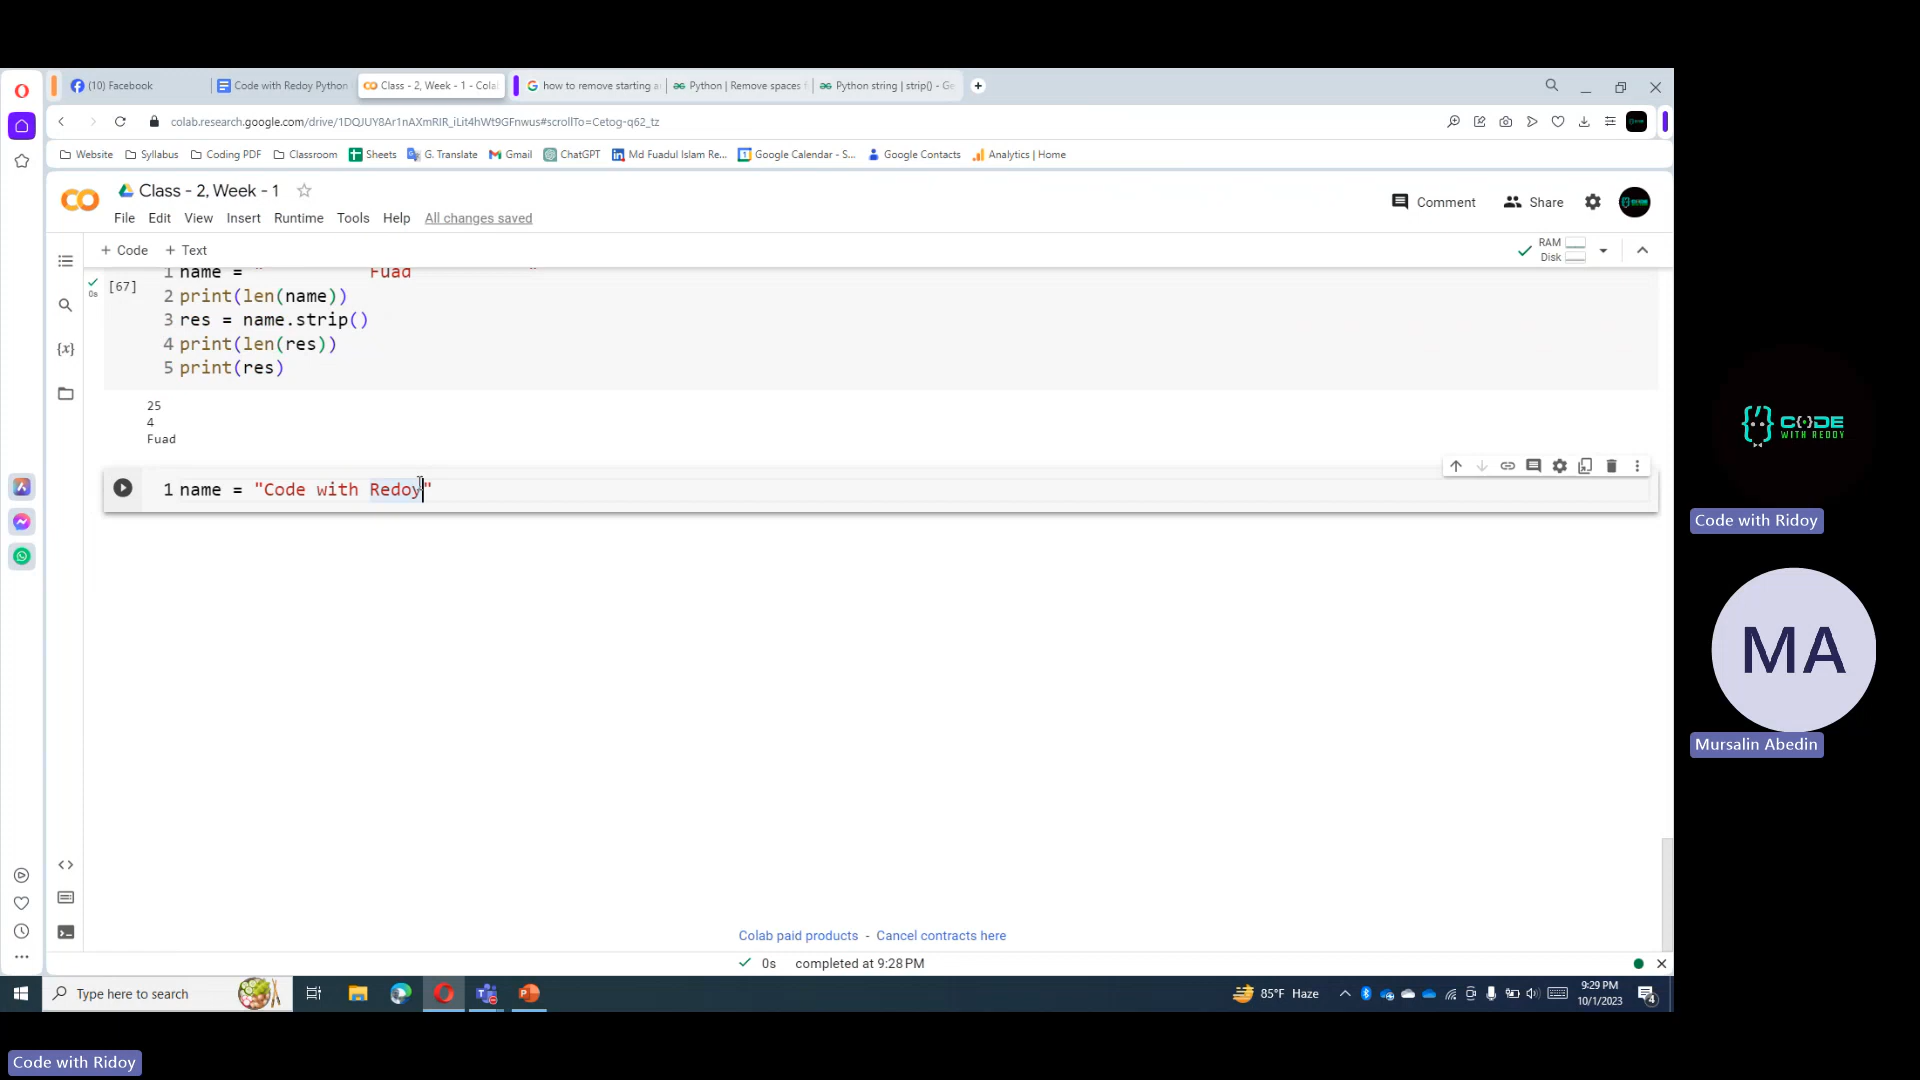 (10) Facebook
Code with Redoy Python
Class - 2, Week - 1 - Cola
how to remove starting a
Python | Remove spaces f
Python string | strip() - Ge
colab.research.google.com/drive/1DQJUY8Ar1nAXmRIR_iLit4hWt9GFnwus#scrollTo=Cetog-q62_tz
Website
Syllabus
Coding PDF
Classroom
Sheets
G. Translate
Gmail
ChatGPT
Md Fuadul Islam Re...
Google Calendar - S...
Google Contacts
Analytics | Home
Class - 2, Week - 1
File Edit View Insert Runtime Tools Help All changes saved
Comment
Share
+ Code + Text
RAM
Disk
[67]
0s
1 name = "          Fuad           "
2 print(len(name))
3 res = name.strip()
4 print(len(res))
5 print(res)
25
4
Fuad
1 name = "Code with Redoy"
Colab paid products - Cancel contracts here
0s completed at 9:28 PM
Type here to search
85°F Haze
9:29 PM
10/1/2023
4
CODE
WITH REDOY
Code with Ridoy
MA
Mursalin Abedin
Code with Ridoy